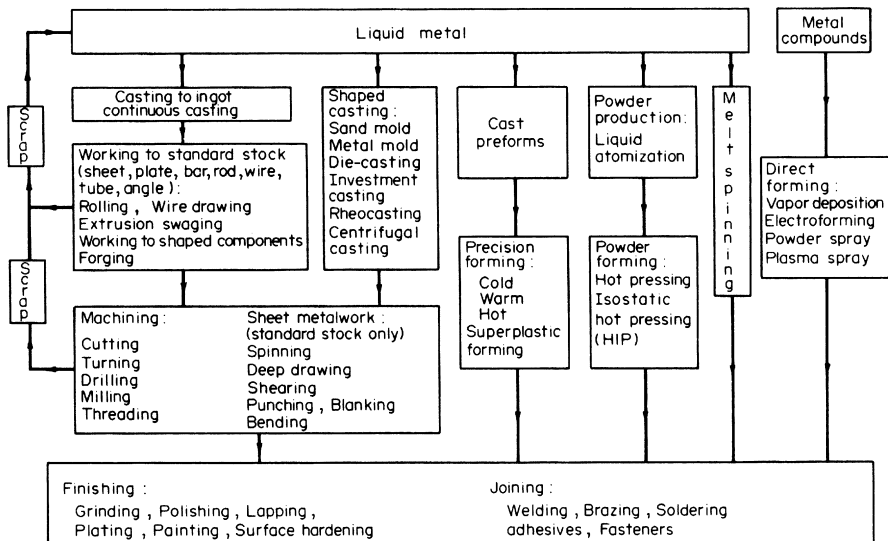 Liquid metal
Metal
compounds
Scrap
Casting to ingot
continuous casting
Working to standard stock
(sheet, plate, bar, rod, wire,
tube, angle):
Rolling, Wire drawing
Extrusion swaging
Working to shaped components
Forging
Shaped
casting:
Sand mold
Metal mold
Die-casting
Investment
casting
Rheocasting
Centrifugal
casting
Cast
preforms
Powder
production:
Liquid
atomization
Melt spinning
Direct
forming:
Vapor deposition
Electroforming
Powder spray
Plasma spray
Precision
forming:
Cold
Warm
Hot
Superplastic
forming
Powder
forming:
Hot pressing
Isostatic
hot pressing
(HIP)
Scrap
Machining:
Cutting
Turning
Drilling
Milling
Threading
Sheet metalwork:
(standard stock only)
Spinning
Deep drawing
Shearing
Punching, Blanking
Bending
Finishing:
Grinding, Polishing, Lapping,
Plating, Painting, Surface hardening
Joining:
Welding, Brazing, Soldering
adhesives, Fasteners